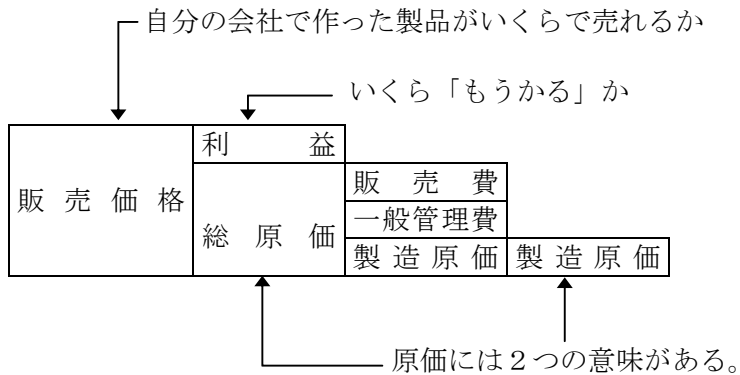 自分の会社で作った製品がいくらで売れるか
いくら「もうかる」か
利益
販売価格
販売費
一般管理費
総原価
製造原価 製造原価
原価には２つの意味がある。